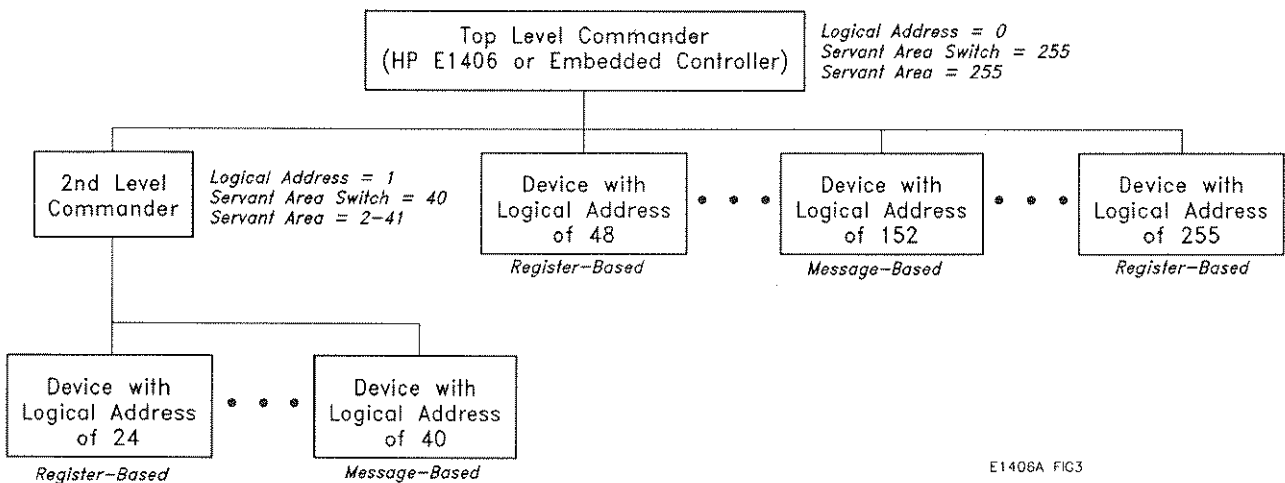 Top Level Commander
(HP E1406 or Embedded Controller)
Logical Address = 0
Servant Area Switch = 255
Servant Area = 255
2nd Level
Commander
Logical Address = 1
Servant Area Switch = 40
Servant Area = 2-41
Device with
Logical Address
of 48
Register-Based
Device with
Logical Address
of 152
Message-Based
Device with
Logical Address
of 255
Register-Based
Device with
Logical Address
of 24
Register-Based
Device with
Logical Address
of 40
Message-Based
E1406A FIG3